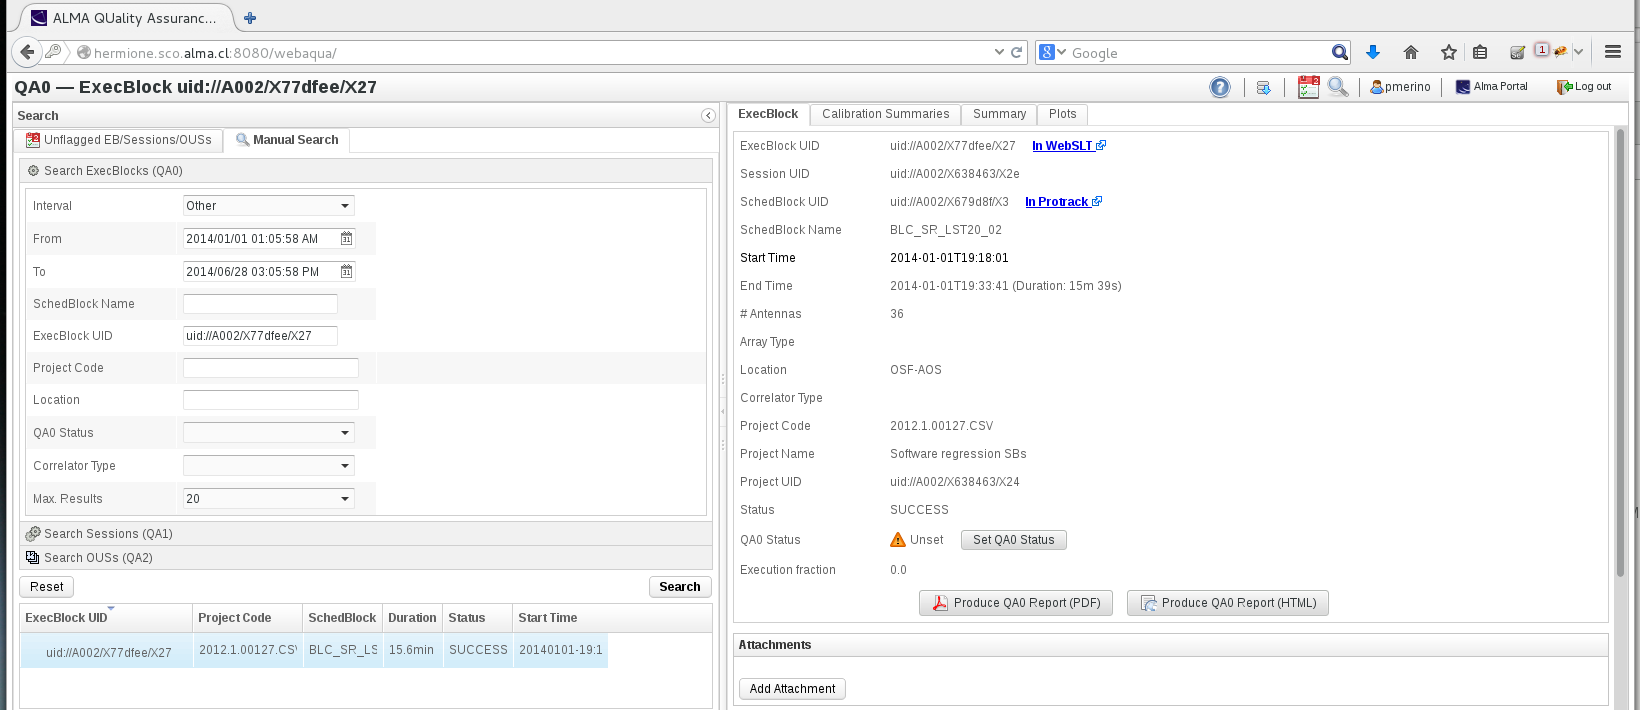 ALMA QUality Assuranc...
hermione.sco.alma.cl:8080/webaqua/
Google
1
QA0 — ExecBlock uid://A002/X77dfee/X27
pmerino
Alma Portal
Log out
Search
Unflagged EB/Sessions/OUSs
Manual Search
Search ExecBlocks (QA0)
Interval
Other
From
2014/01/01 01:05:58 AM
To
2014/06/28 03:05:58 PM
SchedBlock Name
ExecBlock UID
uid://A002/X77dfee/X27
Project Code
Location
QA0 Status
Correlator Type
Max. Results
20
Search Sessions (QA1)
Search OUSs (QA2)
Reset
Search
ExecBlock UID Project Code SchedBlock Duration Status Start Time
uid://A002/X77dfee/X27 2012.1.00127.CSV BLC_SR_LS 15.6min SUCCESS 20140101-19:1
ExecBlock Calibration Summaries Summary Plots
ExecBlock UID uid://A002/X77dfee/X27 In WebSLT
Session UID uid://A002/X638463/X2e
SchedBlock UID uid://A002/X679d8f/X3 In Protrack
SchedBlock Name BLC_SR_LST20_02
Start Time 2014-01-01T19:18:01
End Time 2014-01-01T19:33:41 (Duration: 15m 39s)
# Antennas 36
Array Type
Location OSF-AOS
Correlator Type
Project Code 2012.1.00127.CSV
Project Name Software regression SBs
Project UID uid://A002/X638463/X24
Status SUCCESS
QA0 Status Unset Set QA0 Status
Execution fraction 0.0
Produce QA0 Report (PDF) Produce QA0 Report (HTML)
Attachments
Add Attachment